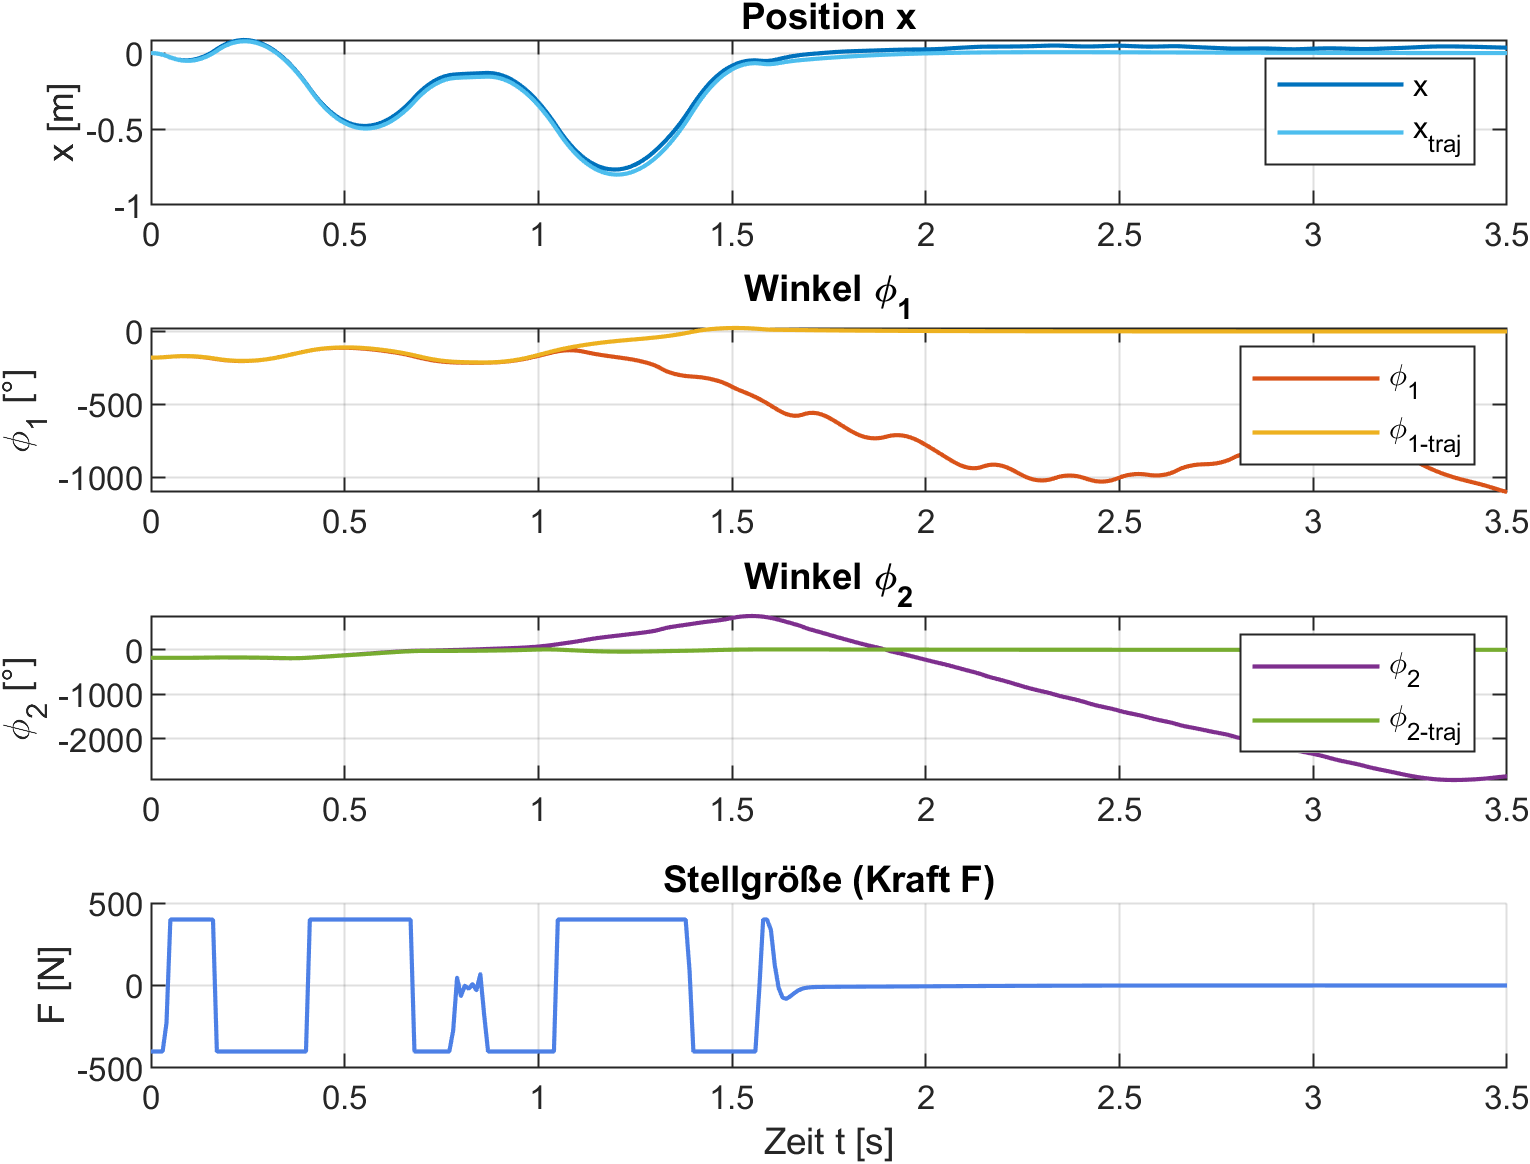 Position x
x [m]
0
-0.5
-1
x
x_traj
0 0.5 1 1.5 2 2.5 3 3.5
Winkel ϕ_1
ϕ_1 [°]
0
-500
-1000
ϕ_1
ϕ_1-traj
0 0.5 1 1.5 2 2.5 3 3.5
Winkel ϕ_2
ϕ_2 [°]
0
-1000
-2000
ϕ_2
ϕ_2-traj
0 0.5 1 1.5 2 2.5 3 3.5
Stellgröße (Kraft F)
F [N]
500
0
-500
0 0.5 1 1.5 2 2.5 3 3.5
Zeit t [s]